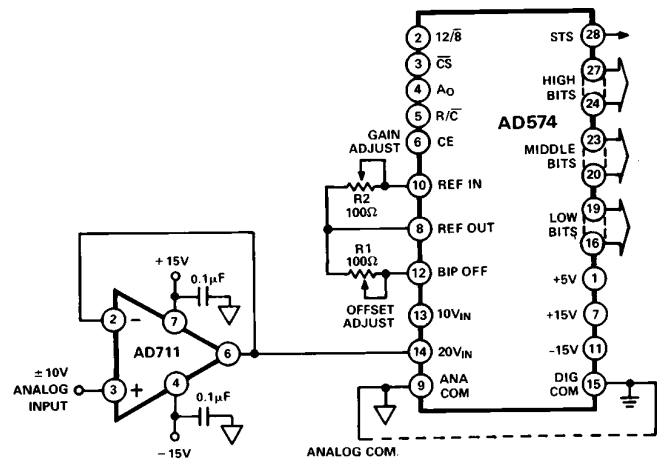 2 12/8̅ STS 28
3 C̅S̅ 27
HIGH
BITS
4 A₀ 24
5 R/C̅ AD574 23
GAIN
ADJUST
6 CE MIDDLE
BITS
20
R2
100Ω
10 REF IN 19
LOW
BITS
8 REF OUT 16
R1
100Ω
12 BIP OFF +5V 1
OFFSET
ADJUST
13 10V_IN +15V 7
14 20V_IN -15V 11
9 ANA
COM
DIG
COM 15
ANALOG COM.
+15V
0.1μF
2 − 7
AD711 6
±10V
ANALOG
INPUT
3 + 4
0.1μF
−15V